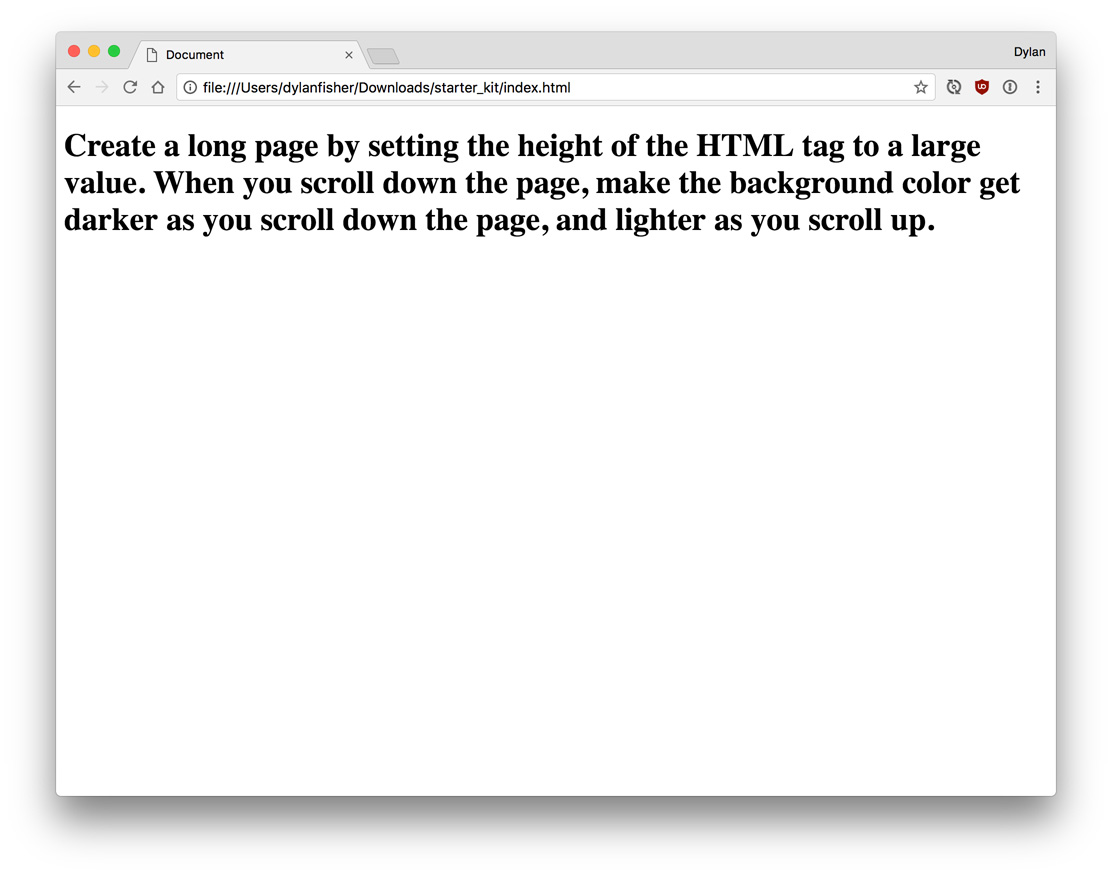 Document
Dylan
file:///Users/dylanfisher/Downloads/starter_kit/index.html
Create a long page by setting the height of the HTML tag to a large
value. When you scroll down the page, make the background color get
darker as you scroll down the page, and lighter as you scroll up.